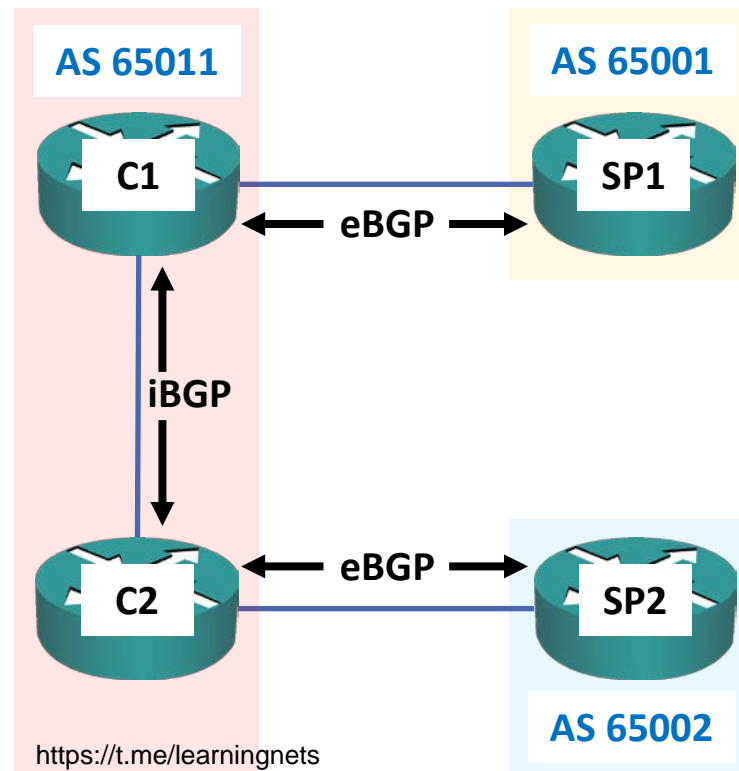 AS 65011
AS 65001
C1
SP1
eBGP
iBGP
eBGP
C2
SP2
AS 65002
https://t.me/learningnets